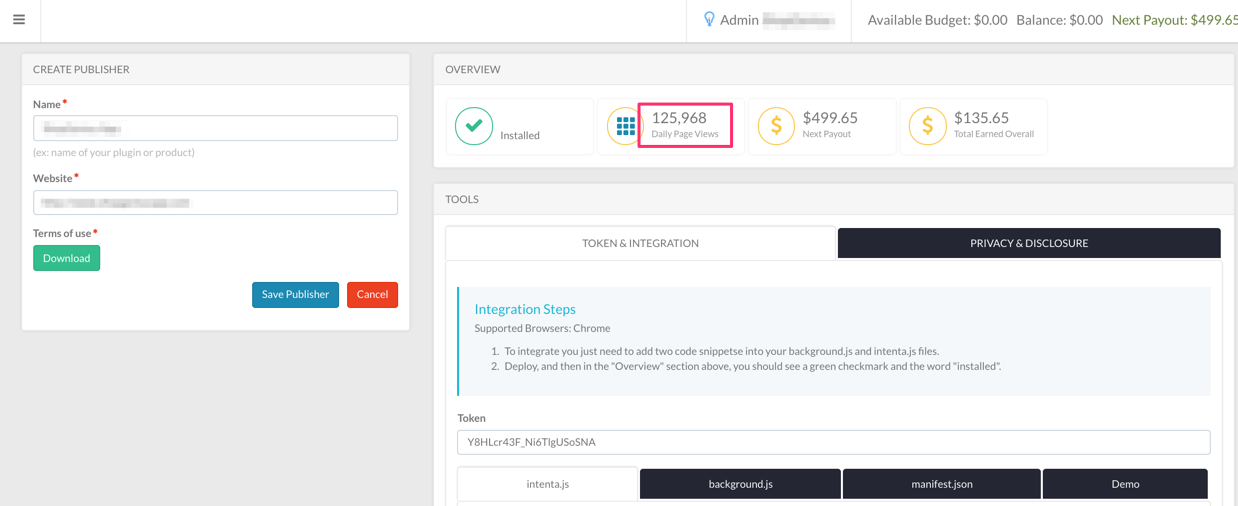 Admin
Available Budget: $0.00 Balance: $0.00 Next Payout: $499.65
CREATE PUBLISHER
Name*
(ex: name of your plugin or product)
Website*
Terms of use*
Download
Save Publisher Cancel
OVERVIEW
Installed
125,968
Daily Page Views
$499.65
Next Payout
$135.65
Total Earned Overall
TOOLS
TOKEN & INTEGRATION PRIVACY & DISCLOSURE
Integration Steps
Supported Browsers: Chrome
1. To integrate you just need to add two code snippetse into your background.js and intenta.js files.
2. Deploy, and then in the "Overview" section above, you should see a green checkmark and the word "installed".
Token
Y8HLcr43F_Ni6TlgUSoSNA
intenta.js background.js manifest.json Demo